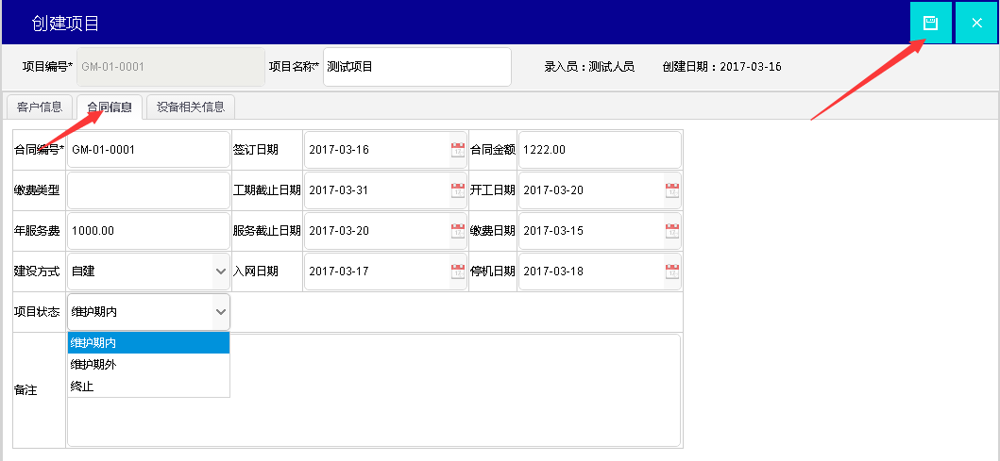 创建项目
项目编号* GM-01-0001 项目名称* 测试项目 录入员：测试人员 创建日期：2017-03-16
客户信息 合同信息 设备相关信息
合同编号* GM-01-0001 签订日期 2017-03-16 合同金额 1222.00
缴费类型 工期截止日期 2017-03-31 开工日期 2017-03-20
年服务费 1000.00 服务截止日期 2017-03-20 缴费日期 2017-03-15
建设方式 自建 入网日期 2017-03-17 停机日期 2017-03-18
项目状态 维护期内
维护期内
维护期外
终止
备注